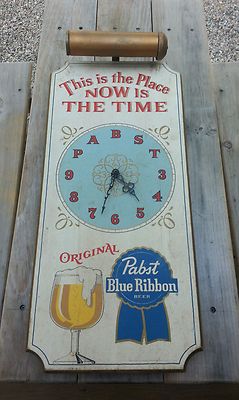 This is the Place
NOW IS
THE TIME
P A B S T
3
4
5
6
7
8
9
ORIGINAL
Pabst
Blue Ribbon
BEER